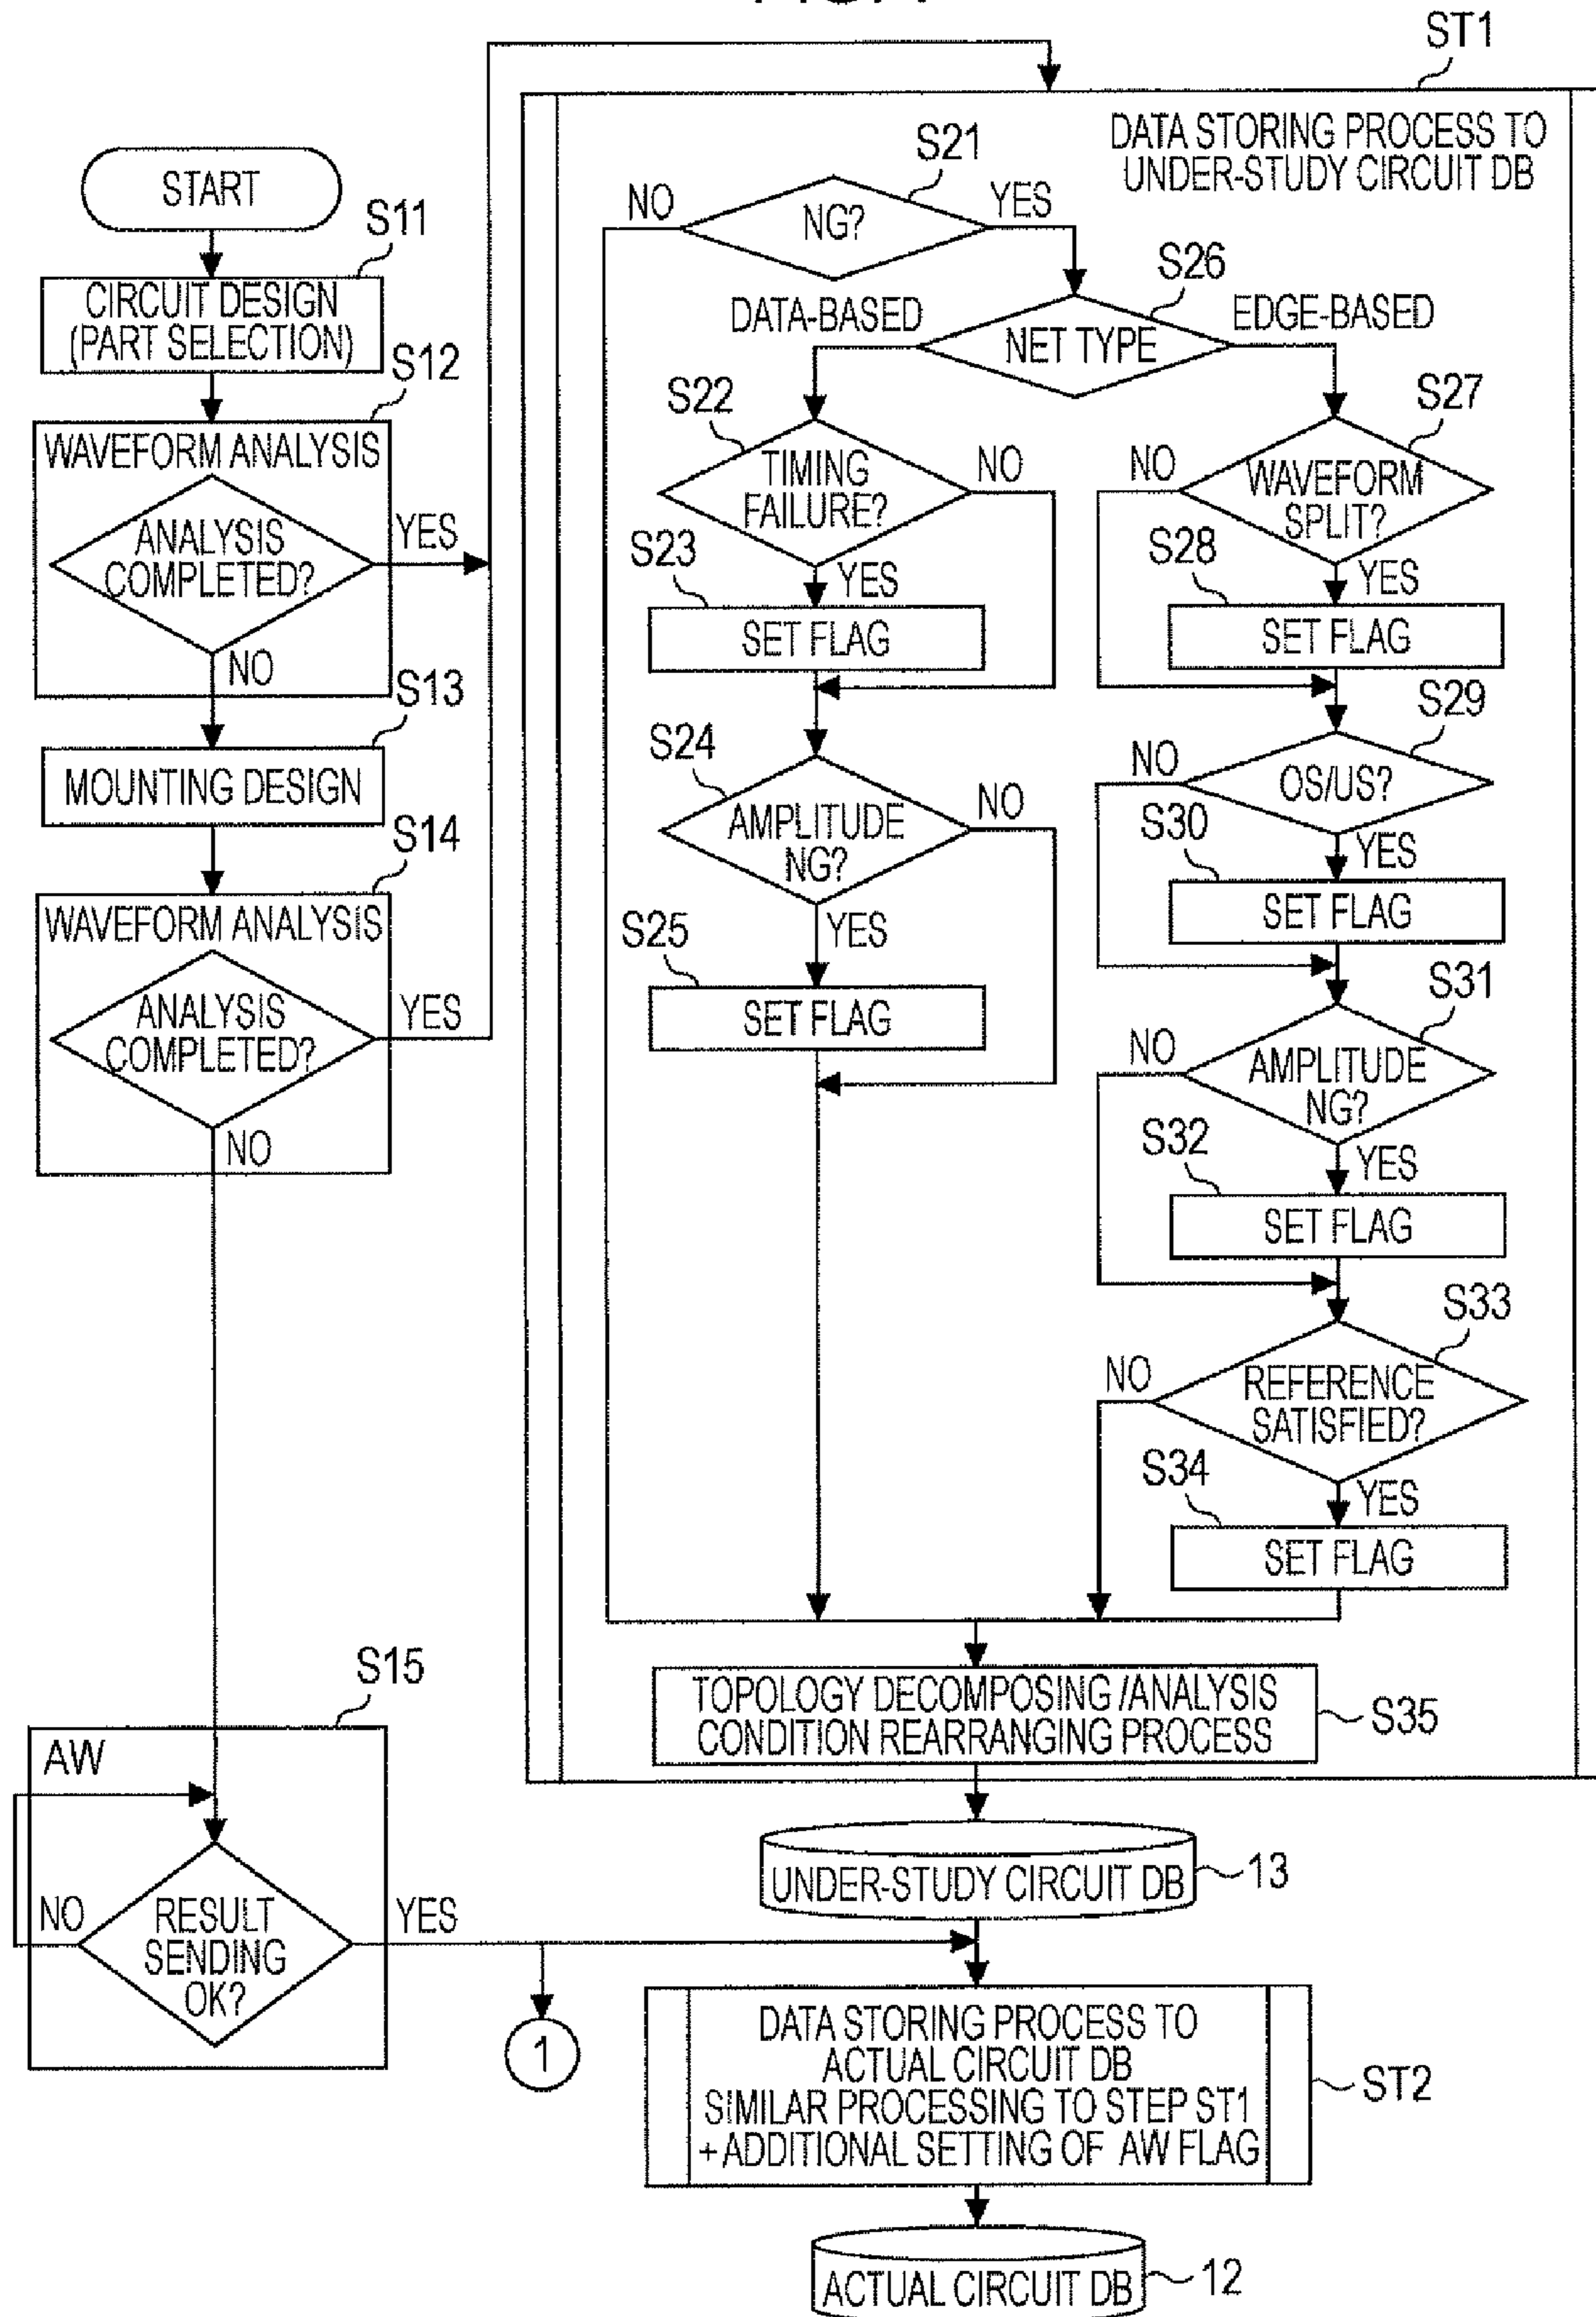 START
S11
CIRCUIT DESIGN
(PART SELECTION)
S12
WAVEFORM ANALYSIS
ANALYSIS
COMPLETED?
YES
NO
S13
MOUNTING DESIGN
S14
WAVEFORM ANALYSIS
ANALYSIS
COMPLETED?
YES
NO
S15
AW
RESULT
SENDING
OK?
NO
YES
1
ST1
DATA STORING PROCESS TO
UNDER-STUDY CIRCUIT DB
S21
NG?
NO
YES
S26
NET TYPE
DATA-BASED
EDGE-BASED
S22
TIMING
FAILURE?
NO
YES
S23
SET FLAG
S24
AMPLITUDE
NG?
NO
YES
S25
SET FLAG
S27
WAVEFORM
SPLIT?
NO
YES
S28
SET FLAG
S29
OS/US?
NO
YES
S30
SET FLAG
S31
AMPLITUDE
NG?
NO
YES
S32
SET FLAG
S33
REFERENCE
SATISFIED?
NO
YES
S34
SET FLAG
TOPOLOGY DECOMPOSING /ANALYSIS
CONDITION REARRANGING PROCESS
S35
UNDER-STUDY CIRCUIT DB
13
DATA STORING PROCESS TO
ACTUAL CIRCUIT DB
SIMILAR PROCESSING TO STEP ST1
+ADDITIONAL SETTING OF AW FLAG
ST2
ACTUAL CIRCUIT DB
12